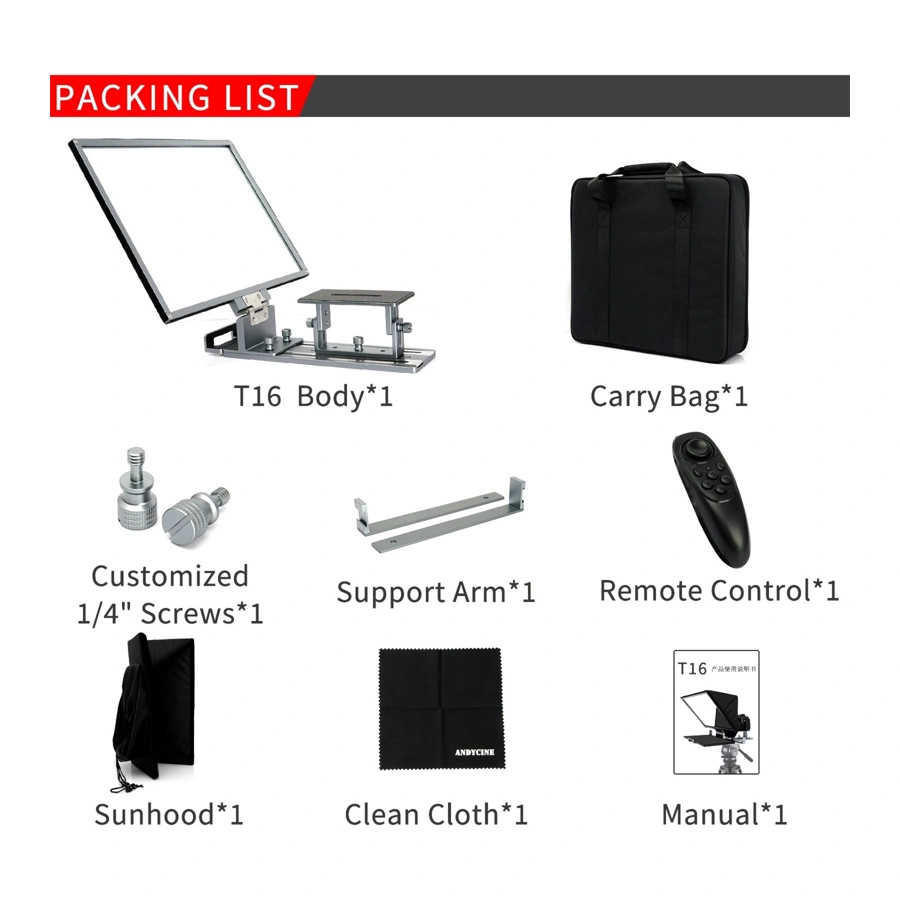 PACKING LIST
T16 Body*1
Carry Bag*1
Customized
1/4" Screws*1
Support Arm*1
Remote Control*1
Sunhood*1
ANDYCINE
Clean Cloth*1
T16 产品使用说明书
Manual*1